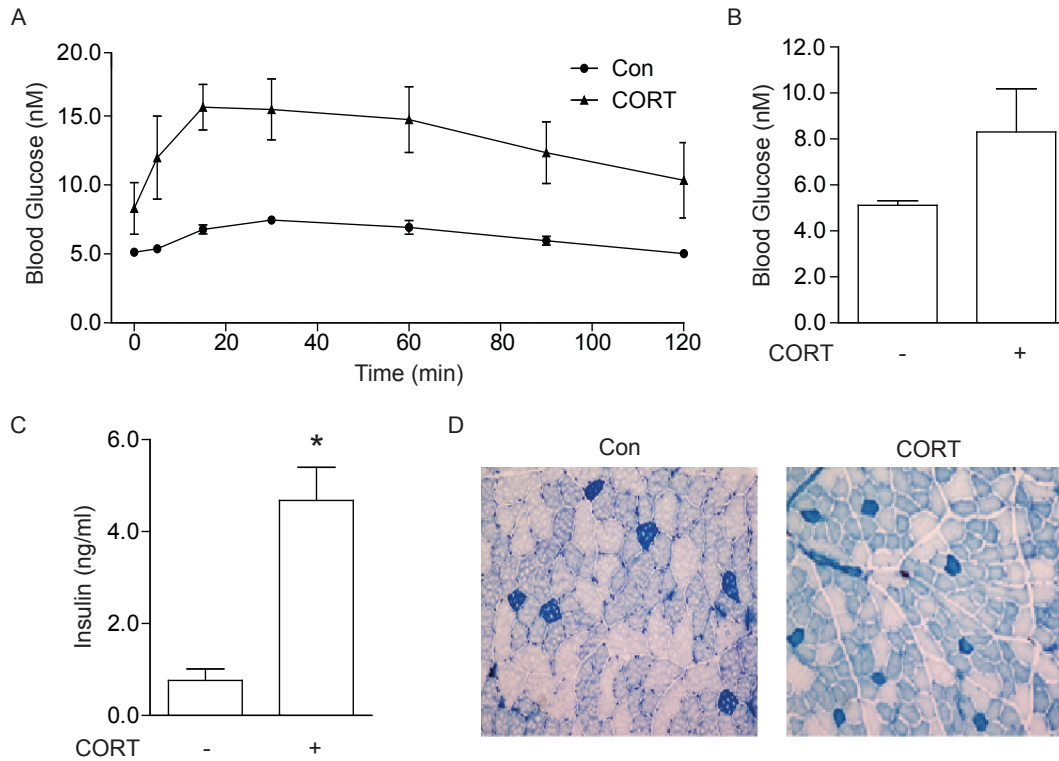 A
20.0
15.0
10.0
5.0
0.0
Blood Glucose (nM)
Con
CORT
0 20 40 60 80 100 120
Time (min)
B
12.0
10.0
8.0
6.0
4.0
2.0
0.0
Blood Glucose (nM)
CORT - +
C
6.0
4.0
2.0
0.0
Insulin (ng/ml)
*
CORT - +
D
Con CORT